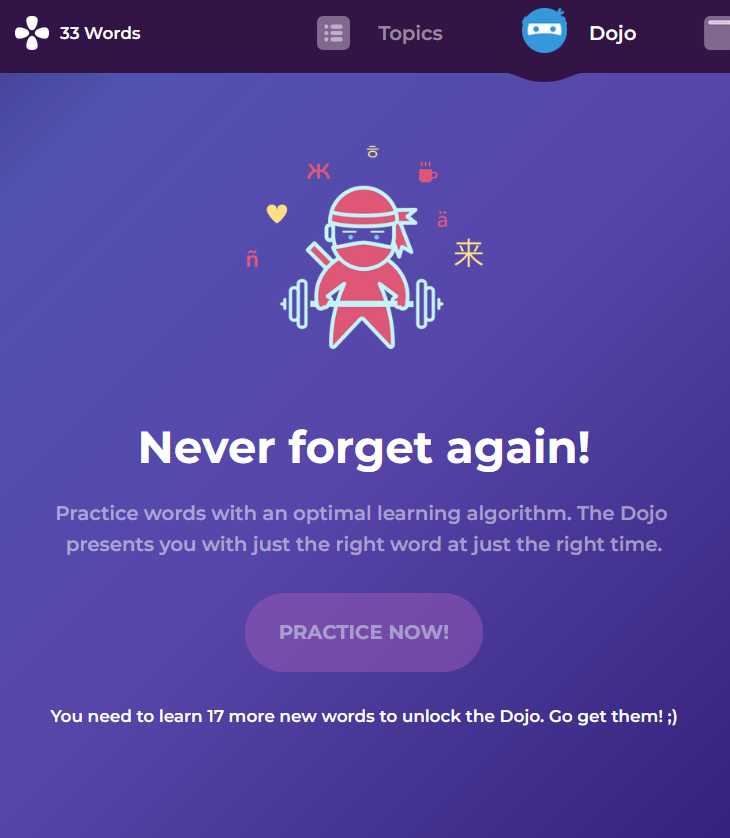 33 Words
Topics
Dojo
ㅎ
Ж
ä
ñ
来
Never forget again!
Practice words with an optimal learning algorithm. The Dojo
presents you with just the right word at just the right time.
PRACTICE NOW!
You need to learn 17 more new words to unlock the Dojo. Go get them! ;)